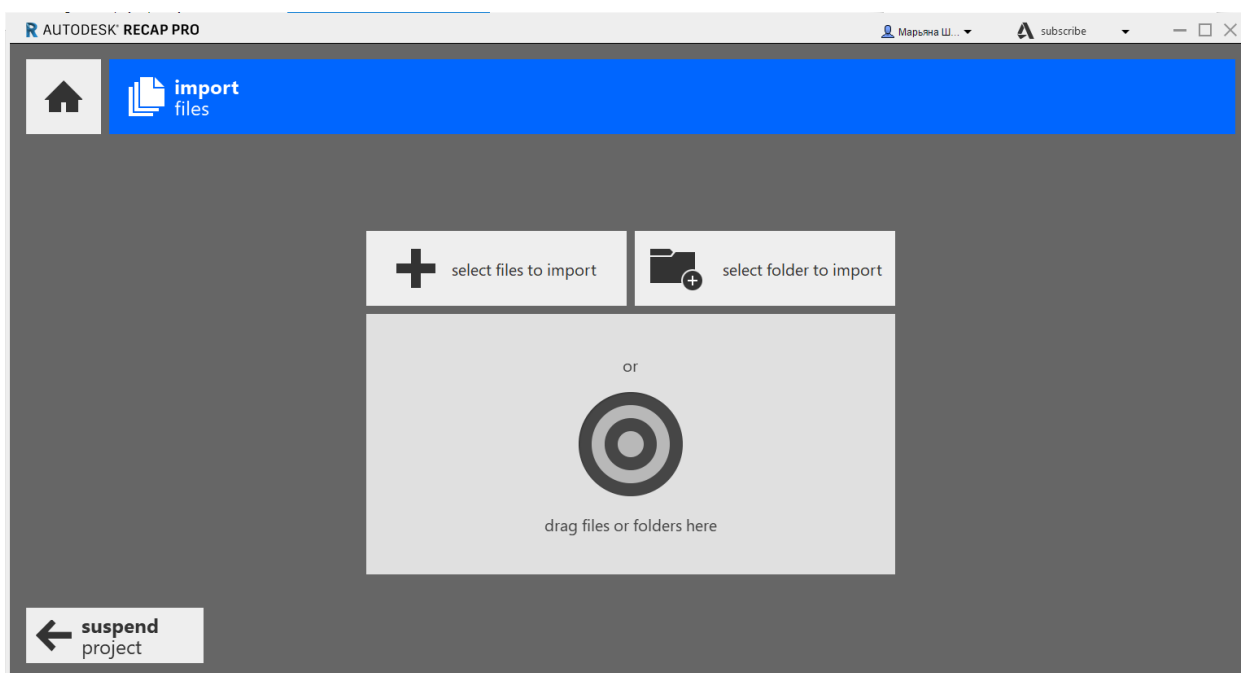 AUTODESK® RECAP PRO
Марьяна Ш...
subscribe
import
files
select files to import
select folder to import
or
drag files or folders here
suspend
project